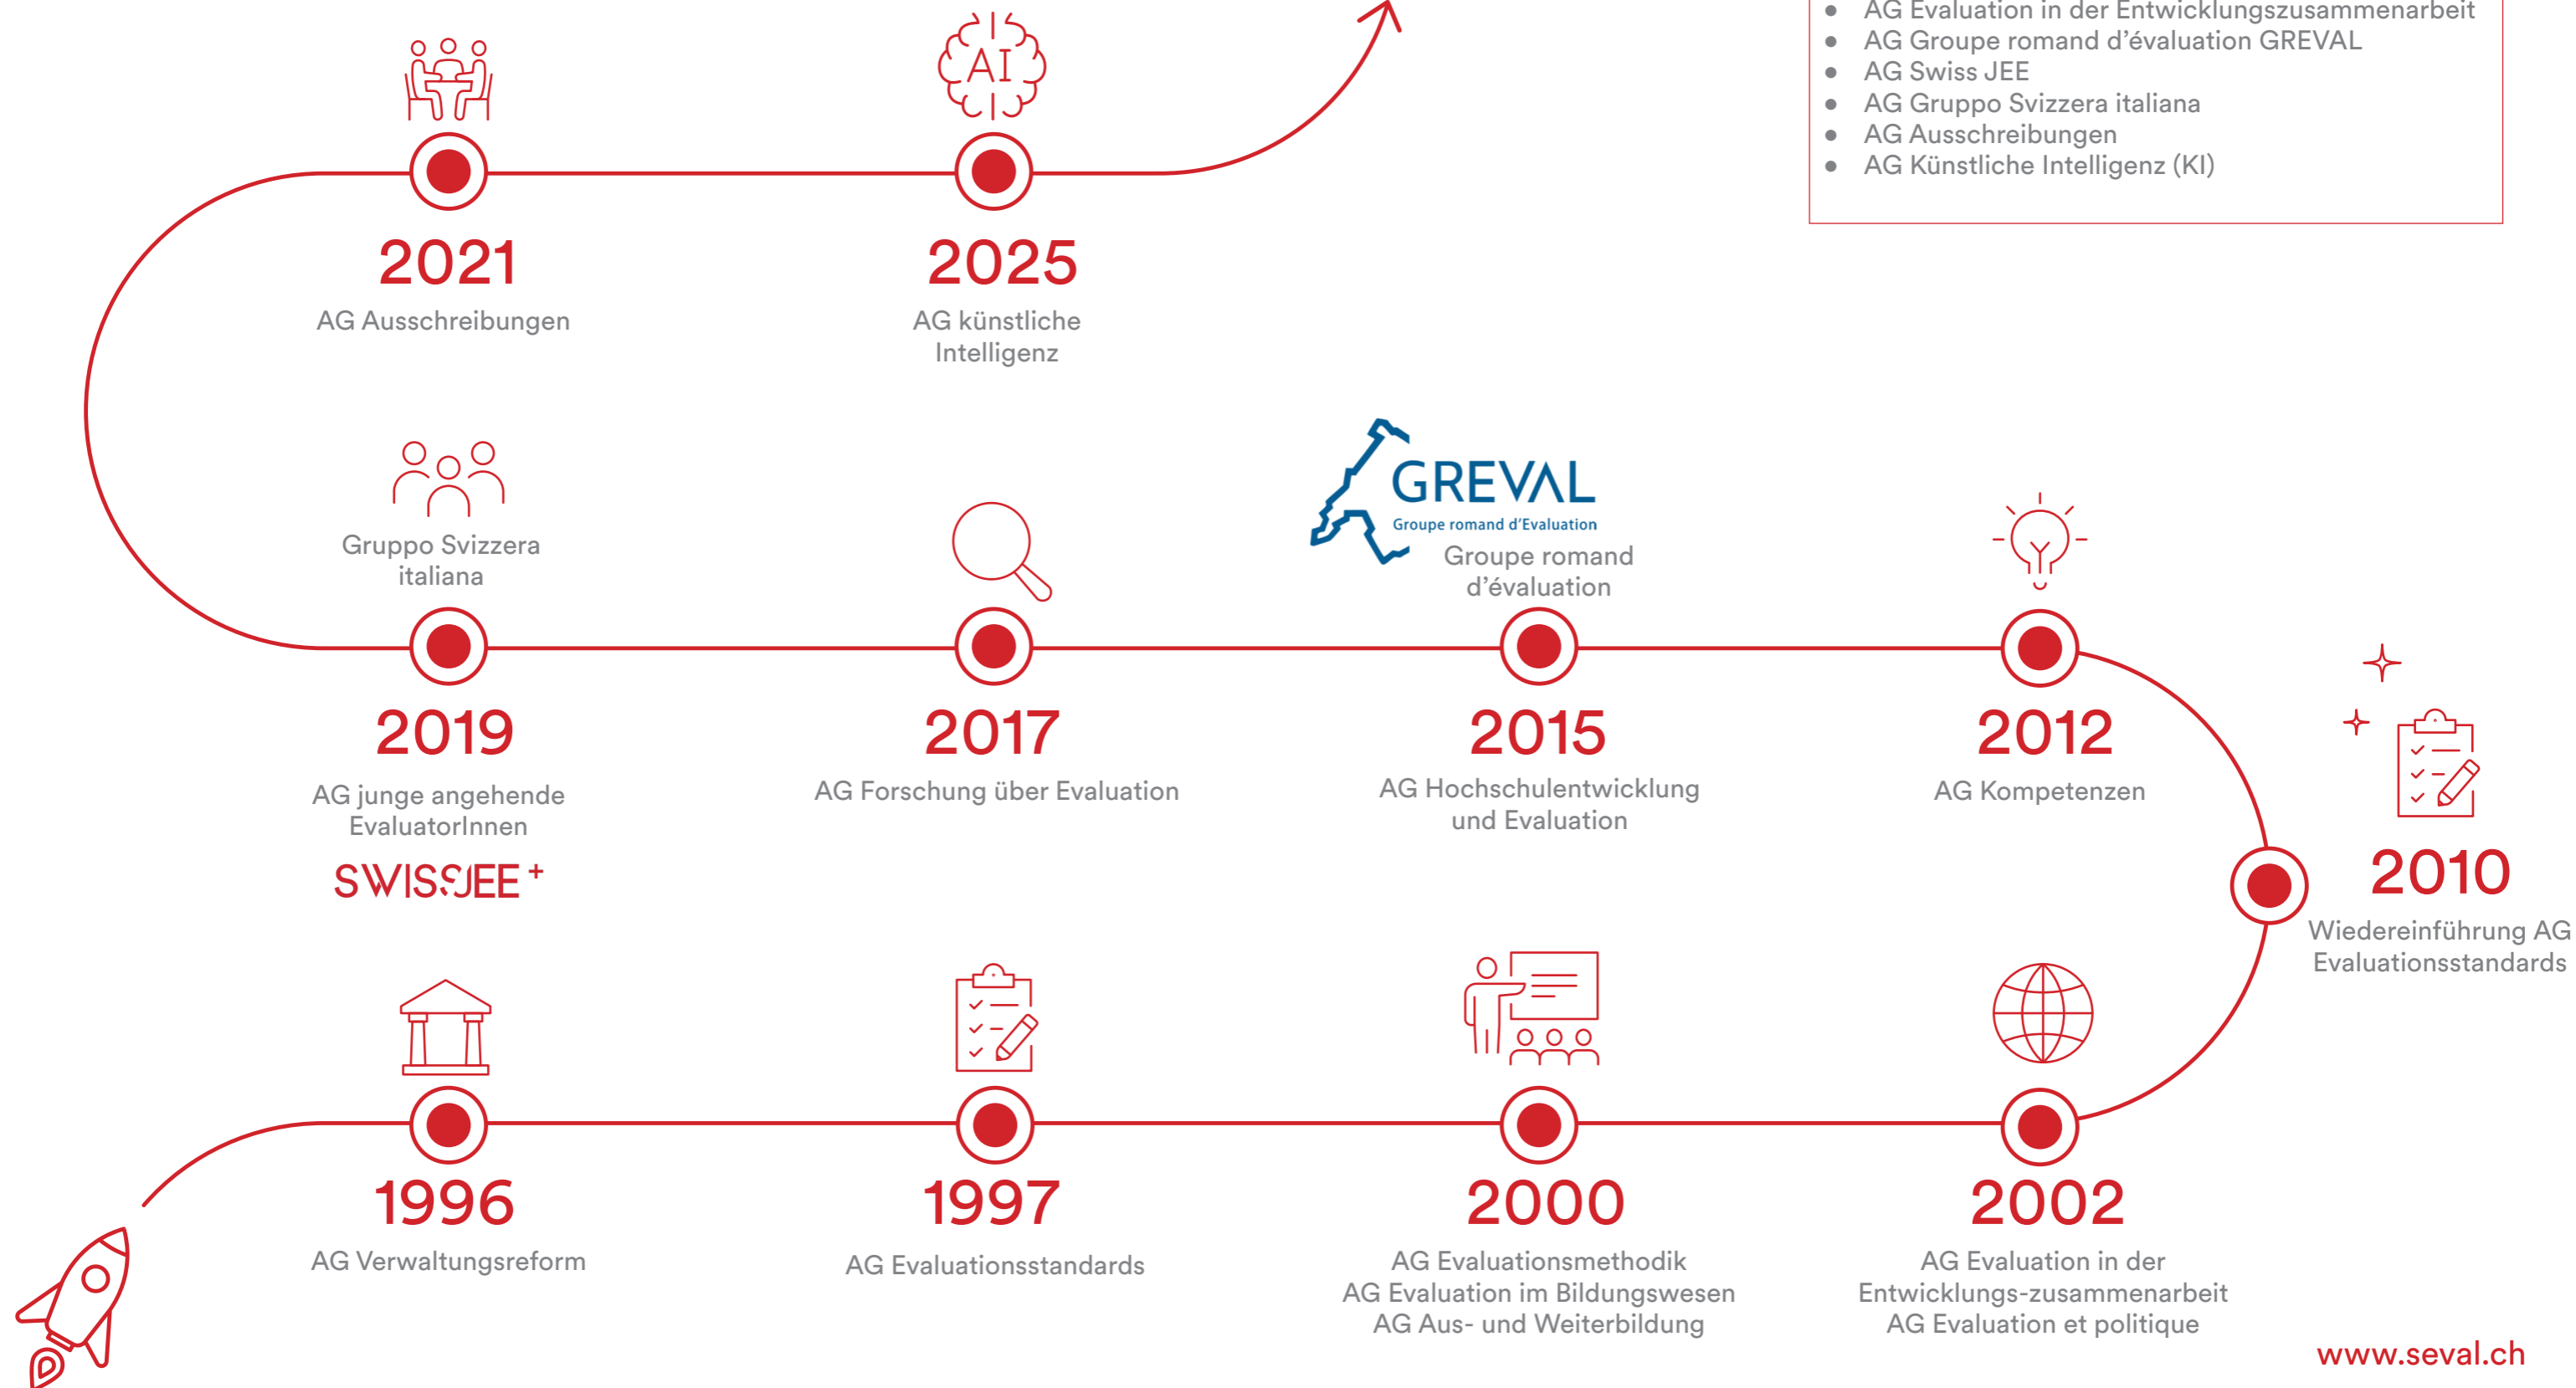 AG Evaluation in der Entwicklungszusammenarbeit
AG Groupe romand d'évaluation GREVAL
AG Swiss JEE
AG Gruppo Svizzera italiana
AG Ausschreibungen
AG Künstliche Intelligenz (KI)
AI
2021
AG Ausschreibungen
2025
AG künstliche
Intelligenz
Gruppo Svizzera
italiana
2019
AG junge angehende
EvaluatorInnen
SWISSJEE+
2017
AG Forschung über Evaluation
GREVAL
Groupe romand d'Evaluation
Groupe romand
d'évaluation
2015
AG Hochschulentwicklung
und Evaluation
2012
AG Kompetenzen
2010
Wiedereinführung AG
Evaluationsstandards
1996
AG Verwaltungsreform
1997
AG Evaluationsstandards
2000
AG Evaluationsmethodik
AG Evaluation im Bildungswesen
AG Aus- und Weiterbildung
2002
AG Evaluation in der
Entwicklungs-zusammenarbeit
AG Evaluation et politique
www.seval.ch